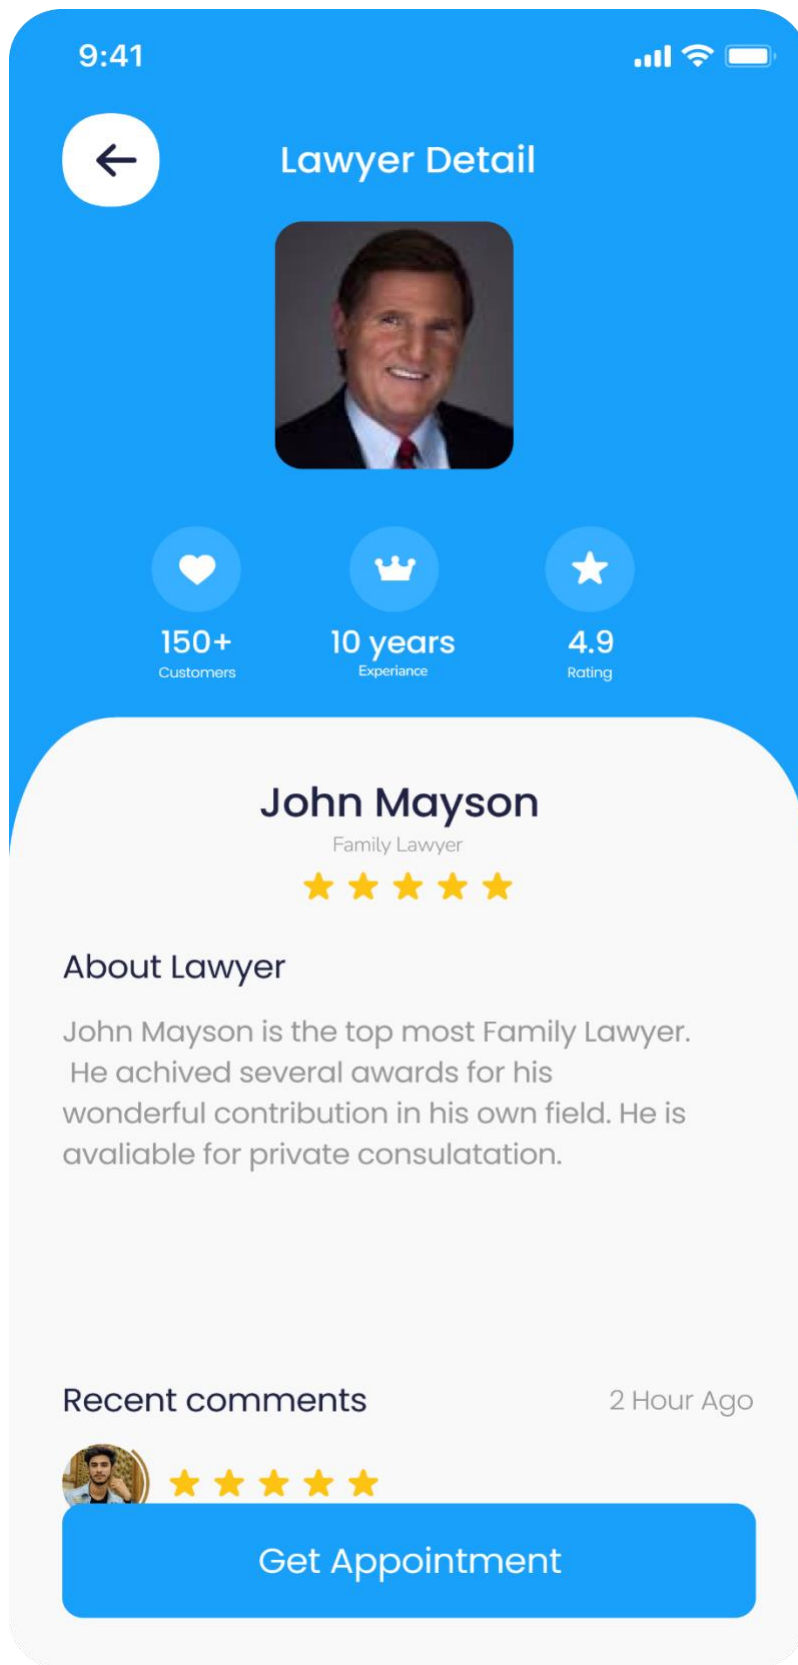 9:41
Lawyer Detail
150+
Customers
10 years
Experiance
4.9
Rating
John Mayson
Family Lawyer
About Lawyer
John Mayson is the top most Family Lawyer.
He achived several awards for his
wonderful contribution in his own field. He is
avaliable for private consulatation.
Recent comments
2 Hour Ago
Get Appointment